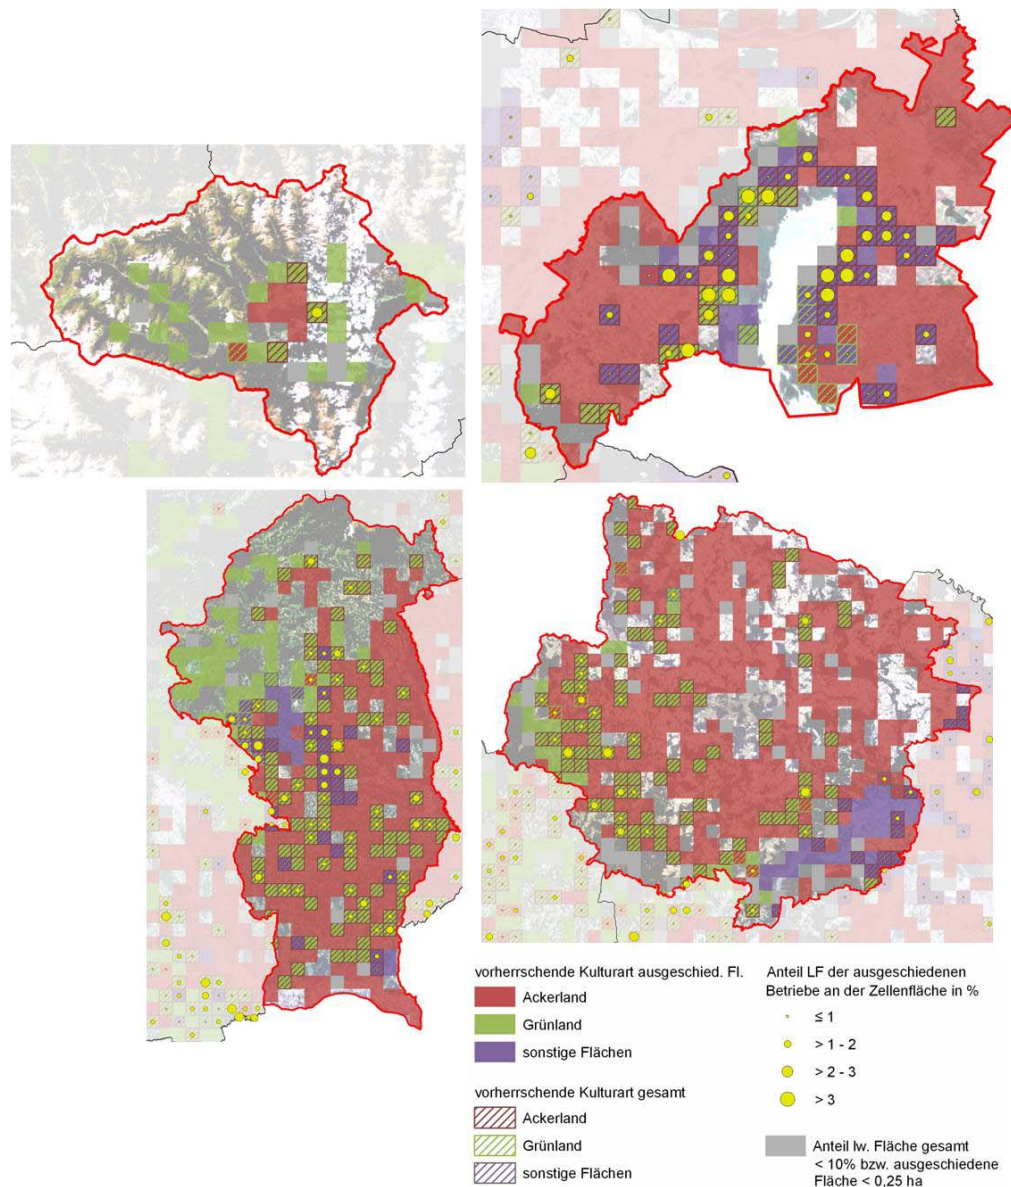 vorherrschende Kulturart ausgeschied. Fl.
Ackerland
Grünland
sonstige Flächen
vorherrschende Kulturart gesamt
Ackerland
Grünland
sonstige Flächen
Anteil LF der ausgeschiedenen
Betriebe an der Zellenfläche in %
≤ 1
> 1 - 2
> 2 - 3
> 3
Anteil lw. Fläche gesamt
< 10% bzw. ausgeschiedene
Fläche < 0,25 ha